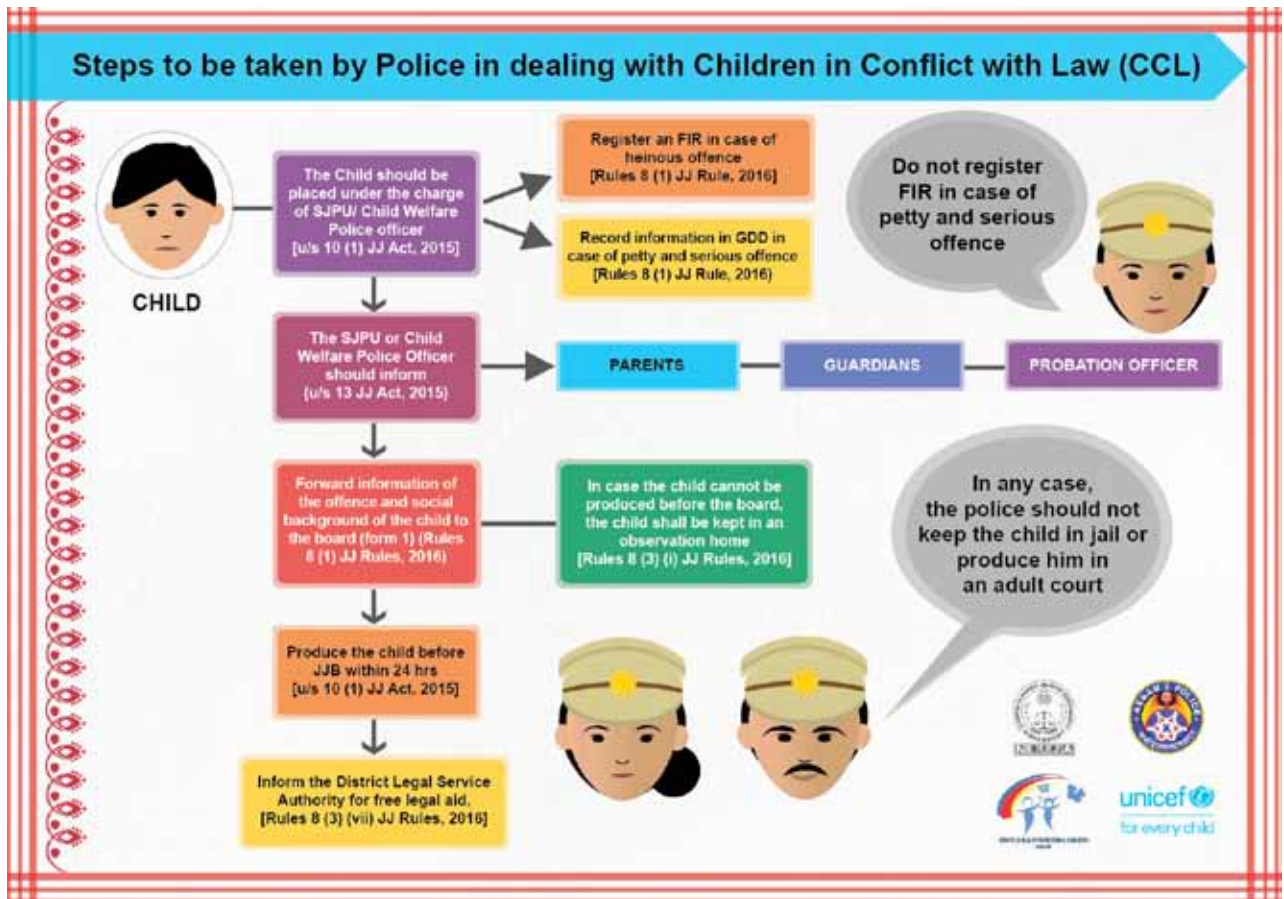 Steps to be taken by Police in dealing with Children in Conflict with Law (CCL)
CHILD
The Child should be
placed under the charge
of SJPU/ Child Welfare
Police officer
[u/s 10 (1) JJ Act, 2015]
Register an FIR in case of
heinous offence
[Rules 8 (1) JJ Rule, 2016]
Record information in GDD in
case of petty and serious offence
[Rules 8 (1) JJ Rule, 2016)
Do not register
FIR in case of
petty and serious
offence
The SJPU or Child
Welfare Police Officer
should inform
(u/s 13 JJ Act, 2015)
PARENTS
GUARDIANS
PROBATION OFFICER
Forward information of
the offence and social
background of the child to
the board (form 1) (Rules
8 (1) JJ Rules, 2016)
In case the child cannot be
produced before the board,
the child shall be kept in an
observation home
[Rules 8 (3) (i) JJ Rules, 2016]
In any case,
the police should not
keep the child in jail or
produce him in
an adult court
Produce the child before
JJB within 24 hrs
[u/s 10 (1) JJ Act, 2015]
Inform the District Legal Service
Authority for free legal aid.
[Rules 8 (3) (vii) JJ Rules, 2016]
ASSAM POLICE
unicef
for every child